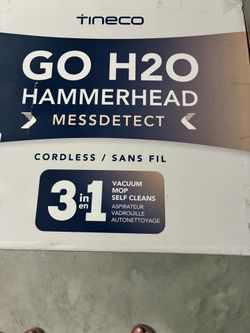 TINECO
GO H2O
HAMMERHEAD
MESSDETECT
CORDLESS / SANS FIL
3 in en 1
VACUUM
MOP
SELF CLEANS
ASPIRATEUR
VADROUILLE
AUTONETTOYAGE